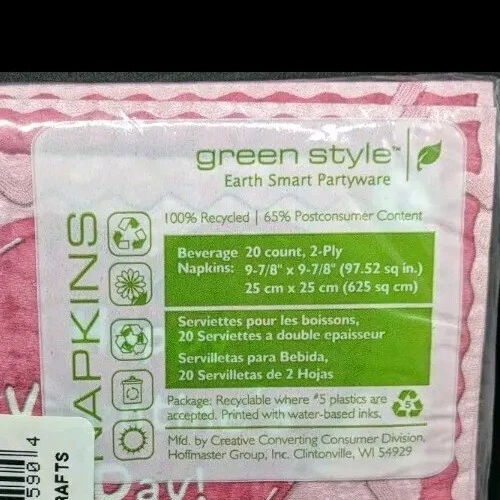 green style™
Earth Smart Partyware
100% Recycled | 65% Postconsumer Content
NAPKINS
Beverage 20 count, 2-Ply
Napkins: 9-7/8" x 9-7/8" (97.52 sq in.)
25 cm x 25 cm (625 sq cm)
Serviettes pour les boissons,
20 Serviettes a double epaisseur
Servilletas para Bebida,
20 Servilletas de 2 Hojas
Package: Recyclable where #5 plastics are
accepted. Printed with water-based inks.
5
Mfd. by Creative Converting Consumer Division,
Hoffmaster Group, Inc. Clintonville, WI 54929
5904
Day!